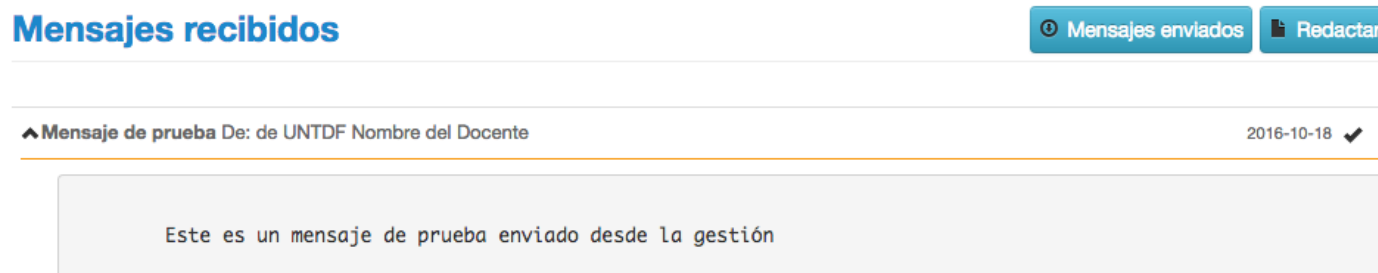 Mensajes recibidos
Mensajes enviados
Redactar
Mensaje de prueba De: de UNTDF Nombre del Docente
2016-10-18
Este es un mensaje de prueba enviado desde la gestión